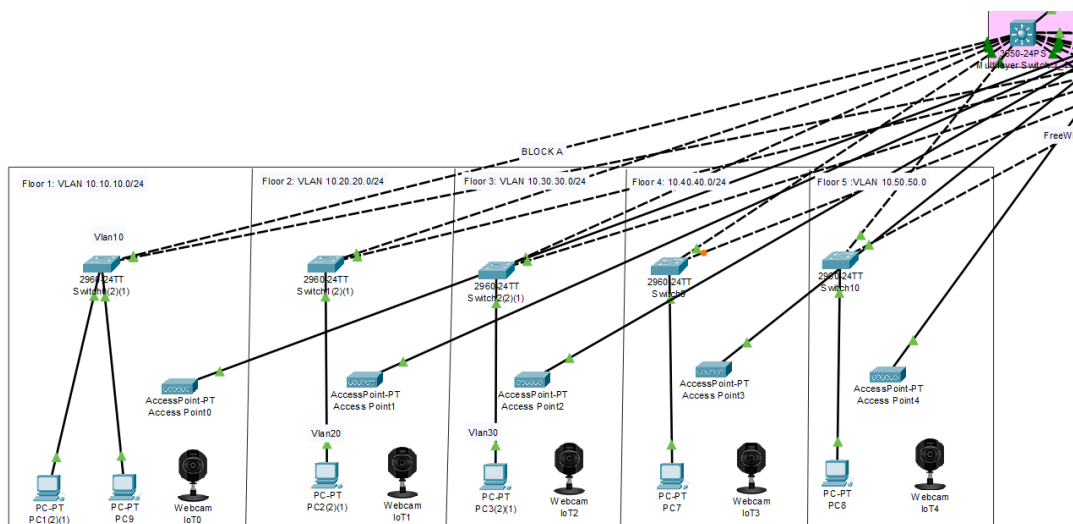 3650-24PS
Multilayer Switch
FreeW
BLOCK A
Floor 1: VLAN 10.10.10.0/24
Floor 2: VLAN 10.20.20.0/24
Floor 3: VLAN 10.30.30.0/24
Floor 4: 10.40.40.0/24
Floor 5 :VLAN 10.50.50.0
Vlan10
2960-24TT
2960-24TT
Switch1(2)(1)
2960-24TT
Switch2(2)(1)
2960-24TT
2960-24TT
Switch10
AccessPoint-PT
Access Point0
AccessPoint-PT
Access Point1
AccessPoint-PT
Access Point2
AccessPoint-PT
Access Point3
AccessPoint-PT
Access Point4
Vlan20
Vlan30
PC-PT
PC1(2)(1)
PC-PT
PC9
Webcam
IoT0
PC-PT
PC2(2)(1)
Webcam
IoT1
PC-PT
PC3(2)(1)
Webcam
IoT2
PC-PT
PC7
Webcam
IoT3
PC-PT
PC8
Webcam
IoT4